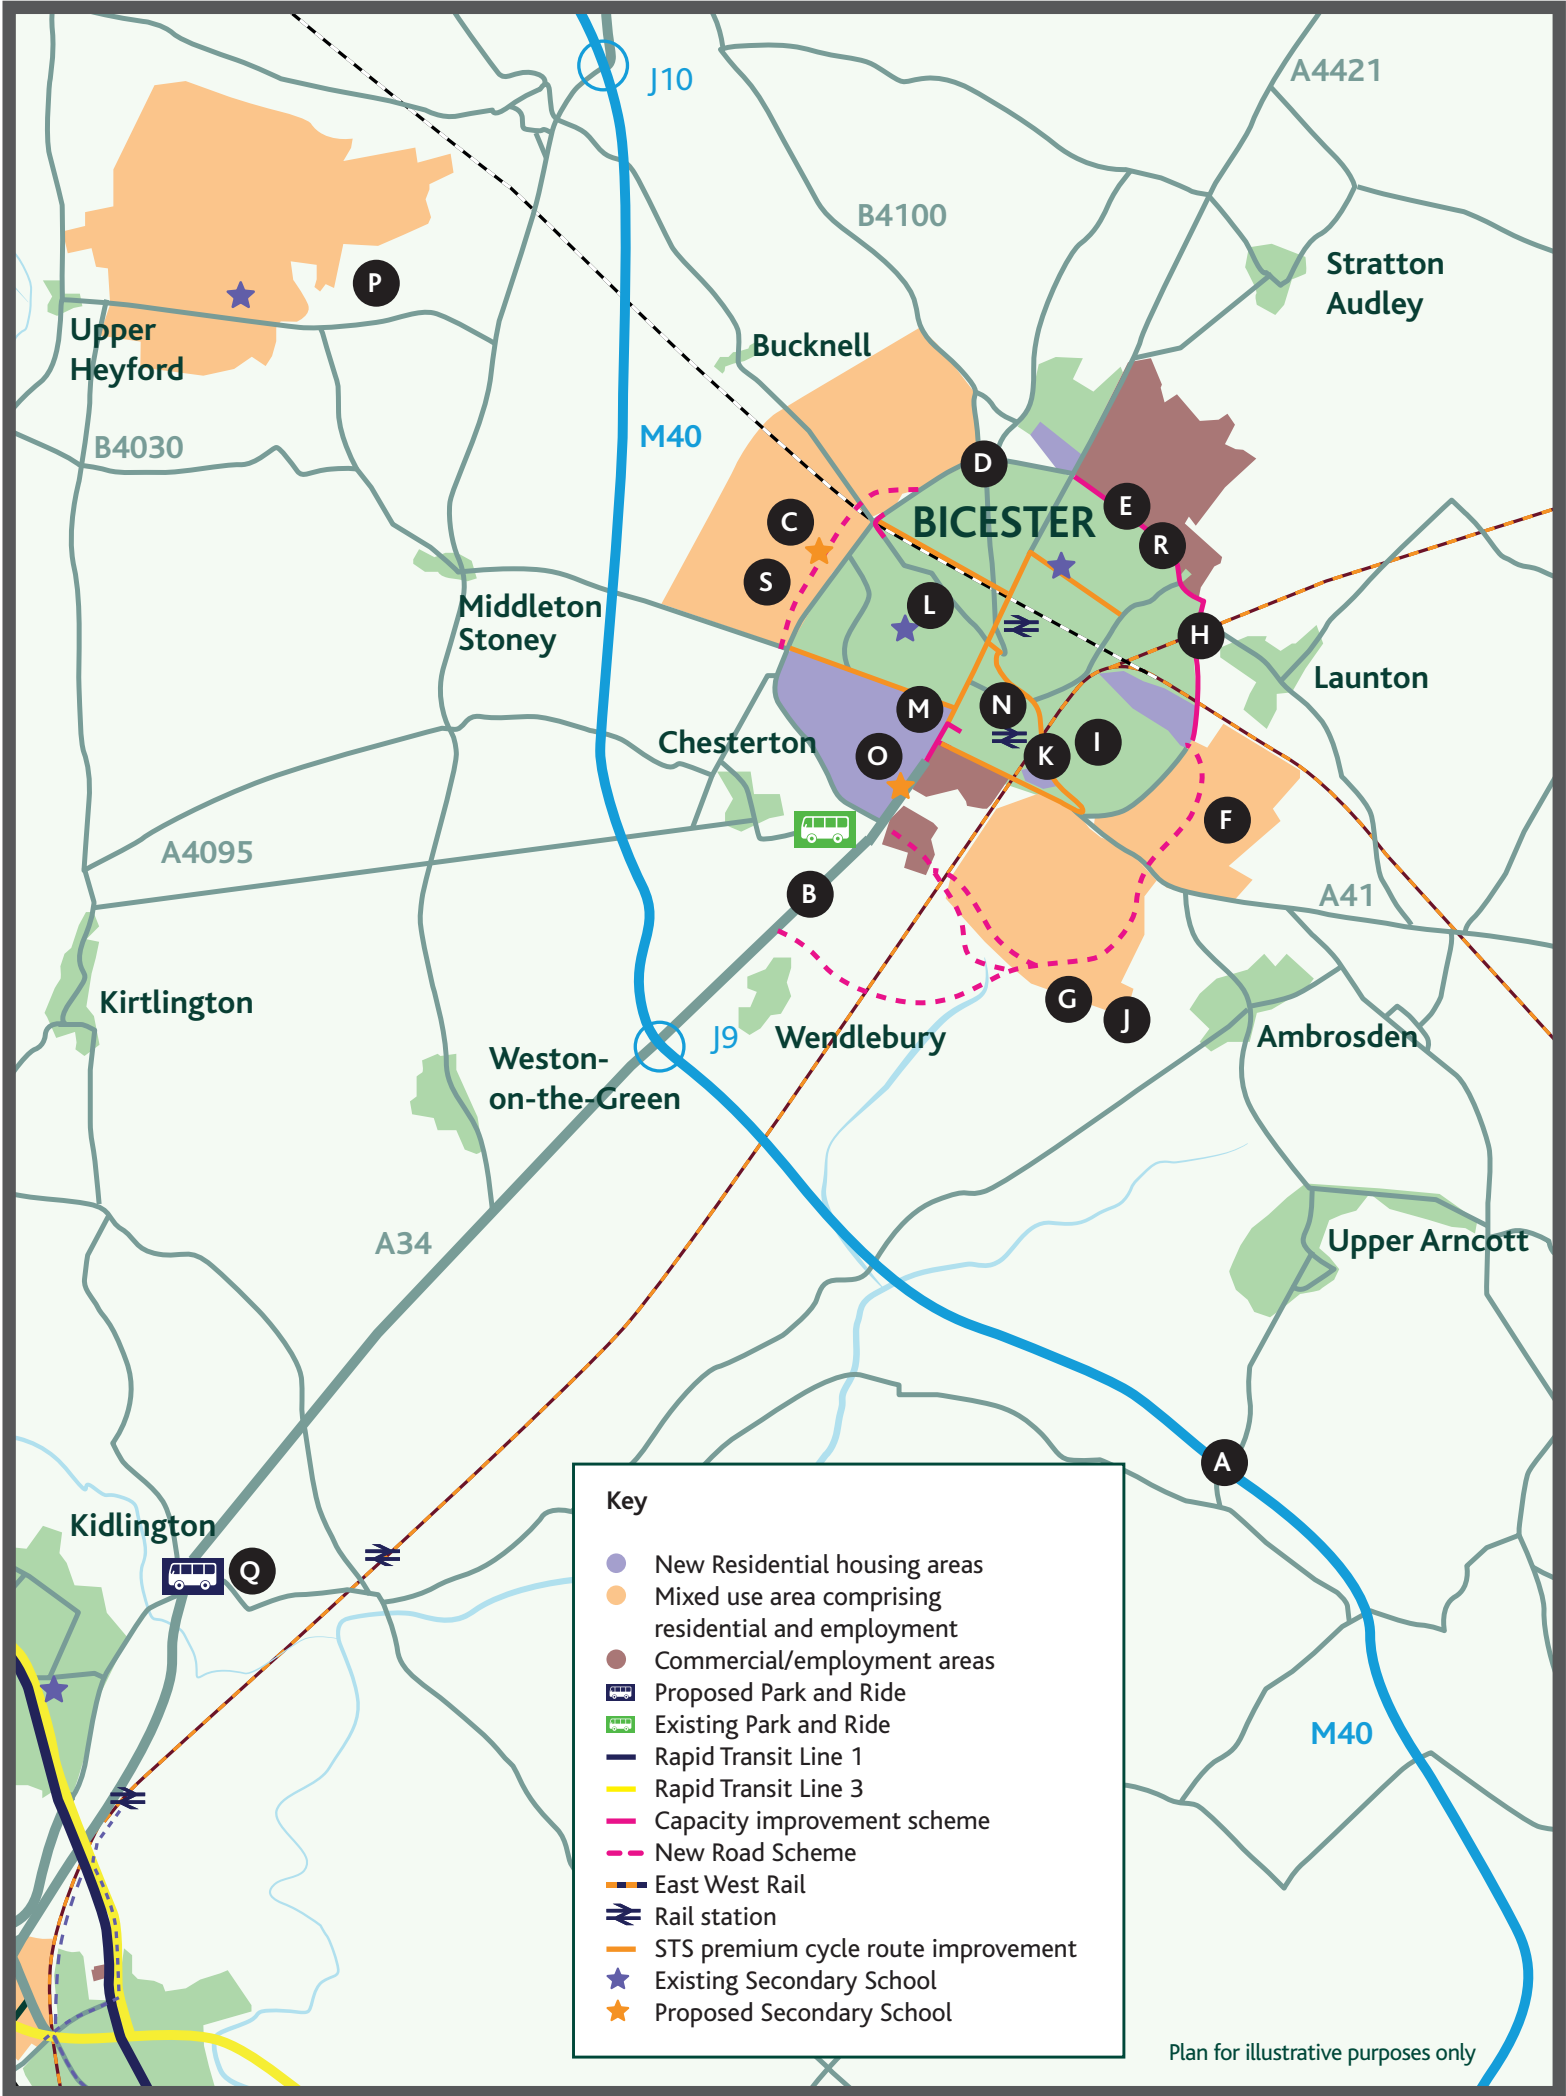 J10
A4421
B4100
Stratton
Audley
P
Upper
Heyford
Bucknell
M40
B4030
D
BICESTER
E
C
R
S
L
Middleton
Stoney
H
Launton
M
N
Chesterton
O
K
I
F
A4095
B
A41
Kirtlington
G
J
J9
Wendlebury
Ambrosden
Weston-
on-the-Green
A34
Upper Arncott
A
Kidlington
Q
M40
Key
New Residential housing areas
Mixed use area comprising
residential and employment
Commercial/employment areas
Proposed Park and Ride
Existing Park and Ride
Rapid Transit Line 1
Rapid Transit Line 3
Capacity improvement scheme
New Road Scheme
East West Rail
Rail station
STS premium cycle route improvement
Existing Secondary School
Proposed Secondary School
Plan for illustrative purposes only